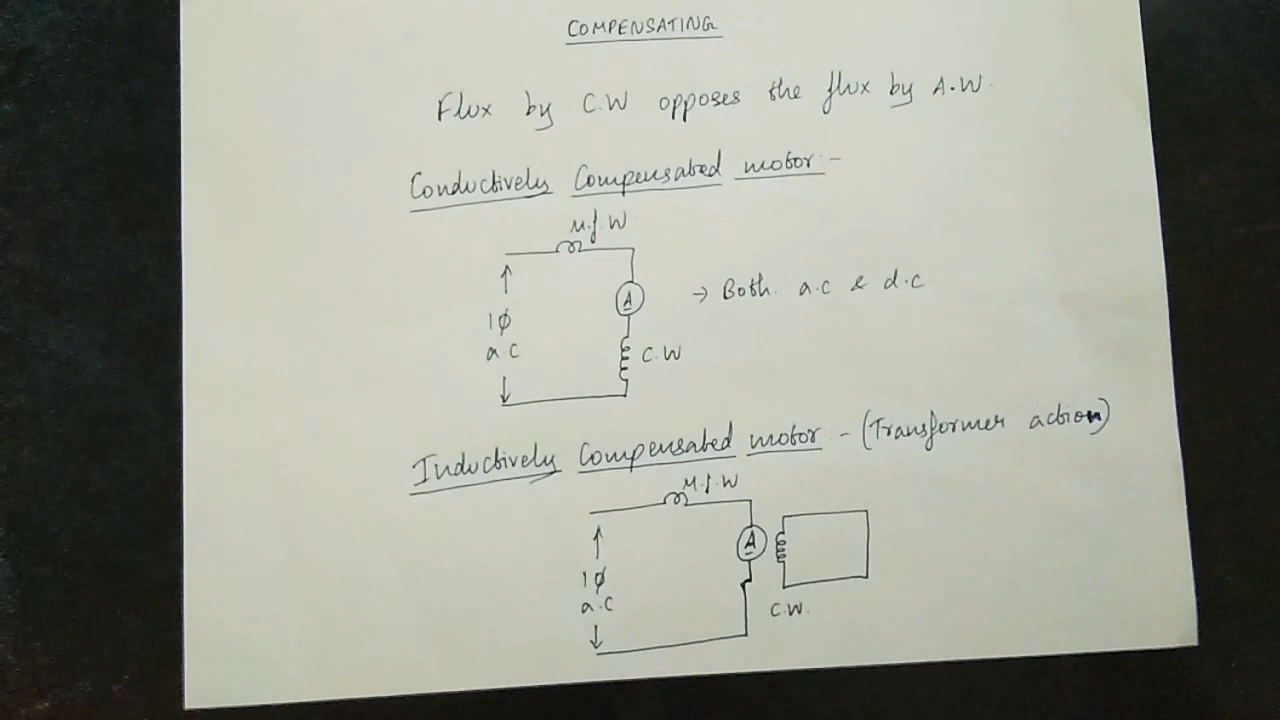 COMPENSATING
Flux by C.W opposes the flux by A.W.
Conductively Compensated motor:-
M.f.W
A
→ Both a.c & d.c
1φ
a.c
C.W
Inductively Compensated motor:- (Transformer action)
M.f.W
A
1φ
a.c
C.W.